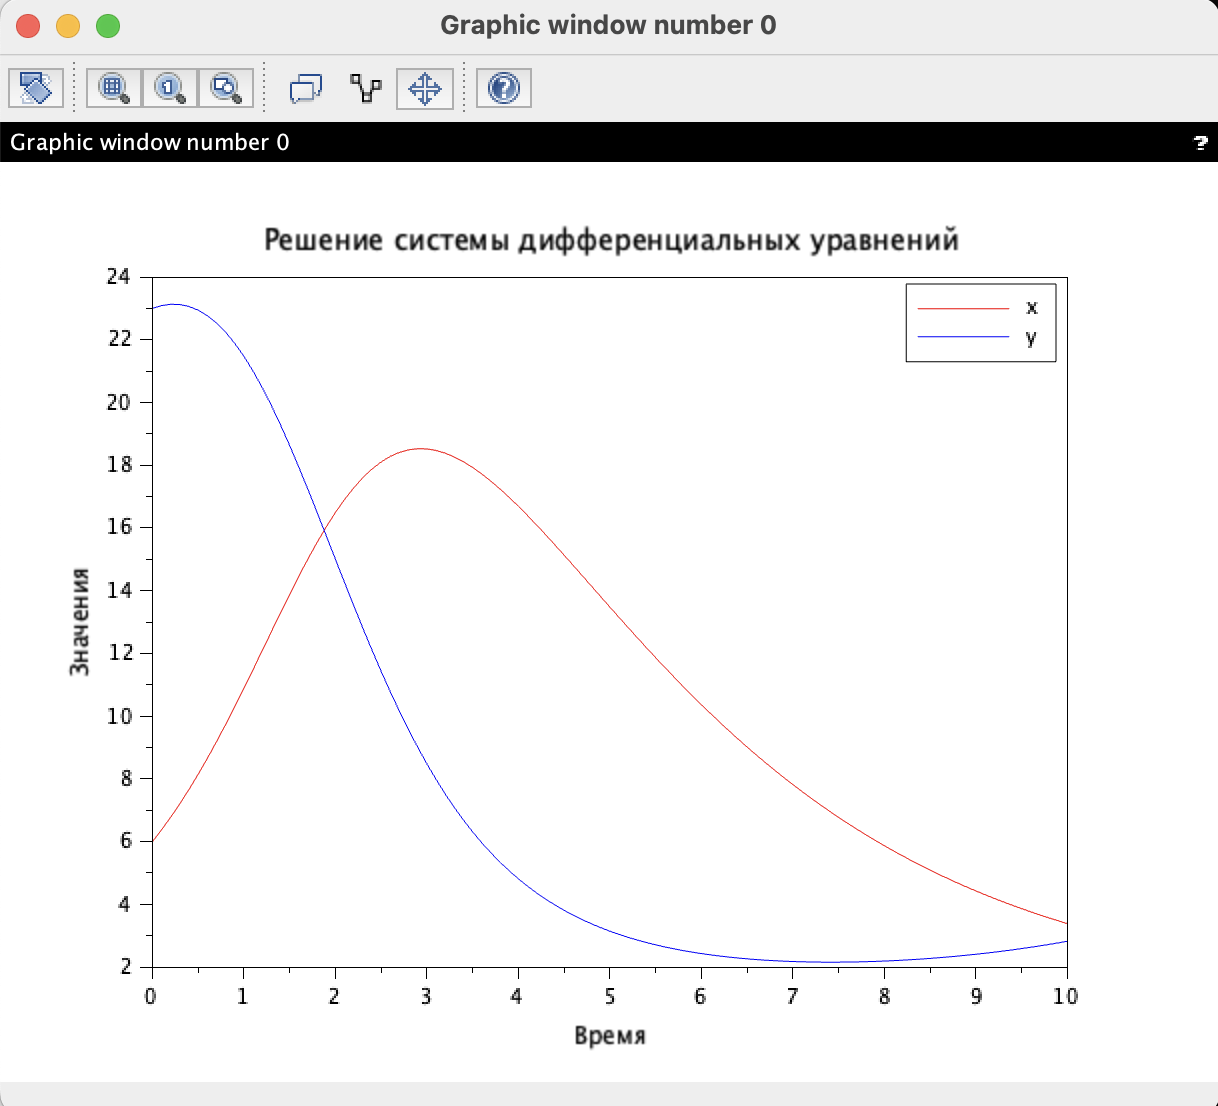 Graphic window number 0
Graphic window number 0 ?
Решение системы дифференциальных уравнений
24
22
20
18
16
14
12
10
8
6
4
2
0 1 2 3 4 5 6 7 8 9 10
Значения
Время
x
y